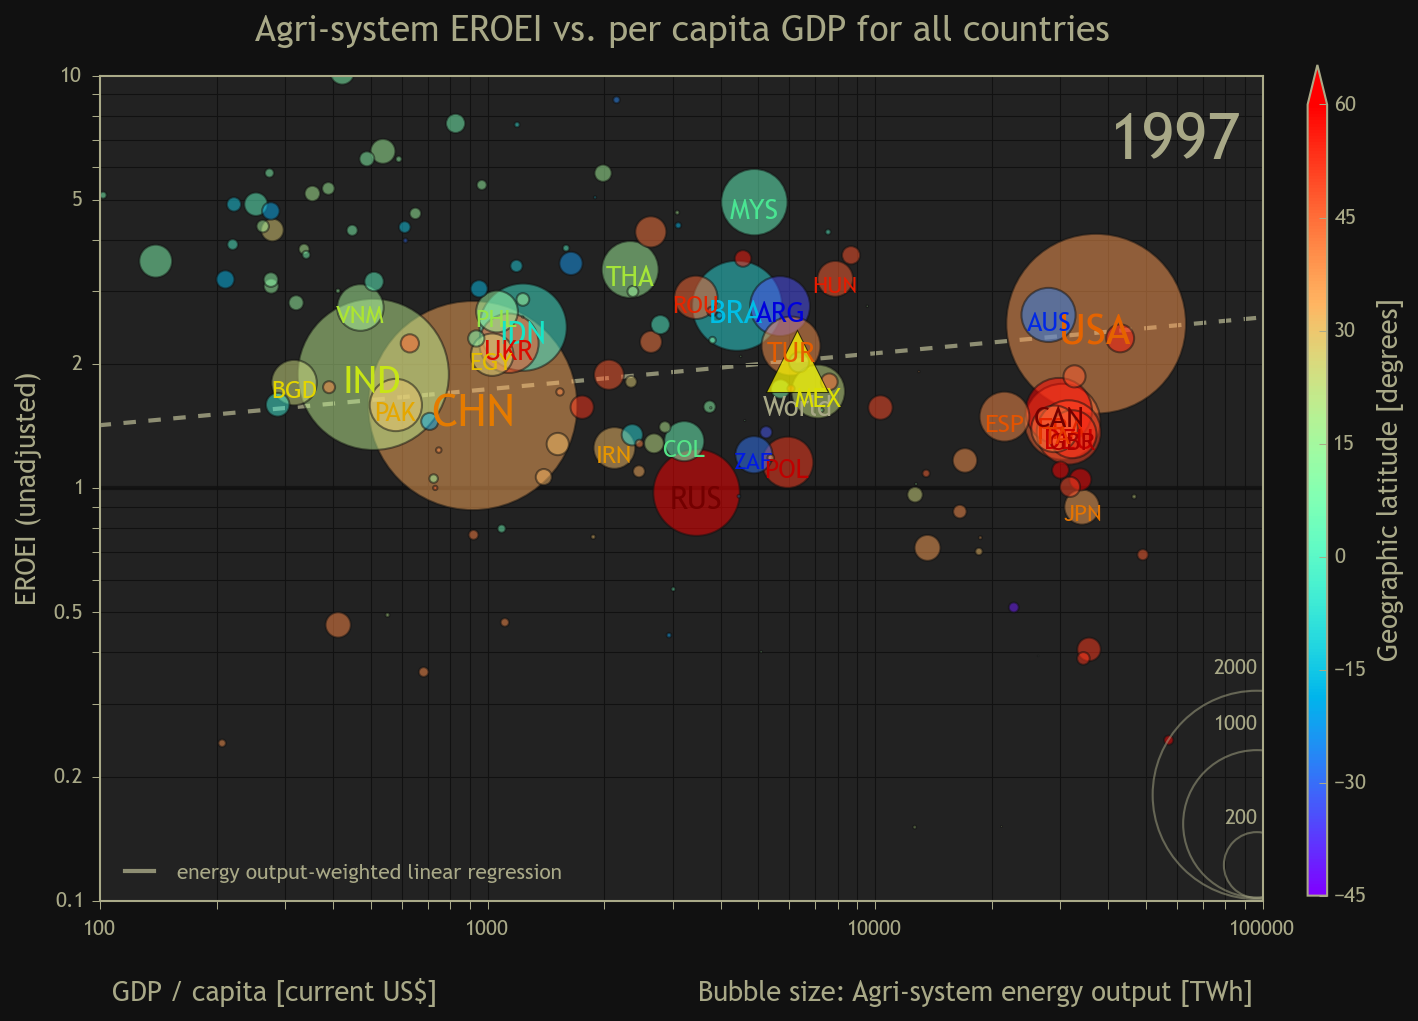 Agri-system EROEI vs. per capita GDP for all countries
1997
EROEI (unadjusted)
10
5
2
1
0.5
0.2
0.1
MYS
THA
HUN
ROU
BRA
ARG
AUS
USA
VNM
PHL
IDN
UKR
EGY
TUR
BGD
IND
PAK
CHN
World
MEX
ESP
CAN
GBR
IRN
COL
ZAF
POL
RUS
JPN
2000
1000
200
energy output-weighted linear regression
100
1000
10000
100000
GDP / capita [current US$]
Bubble size: Agri-system energy output [TWh]
60
45
30
15
0
−15
−30
−45
Geographic latitude [degrees]